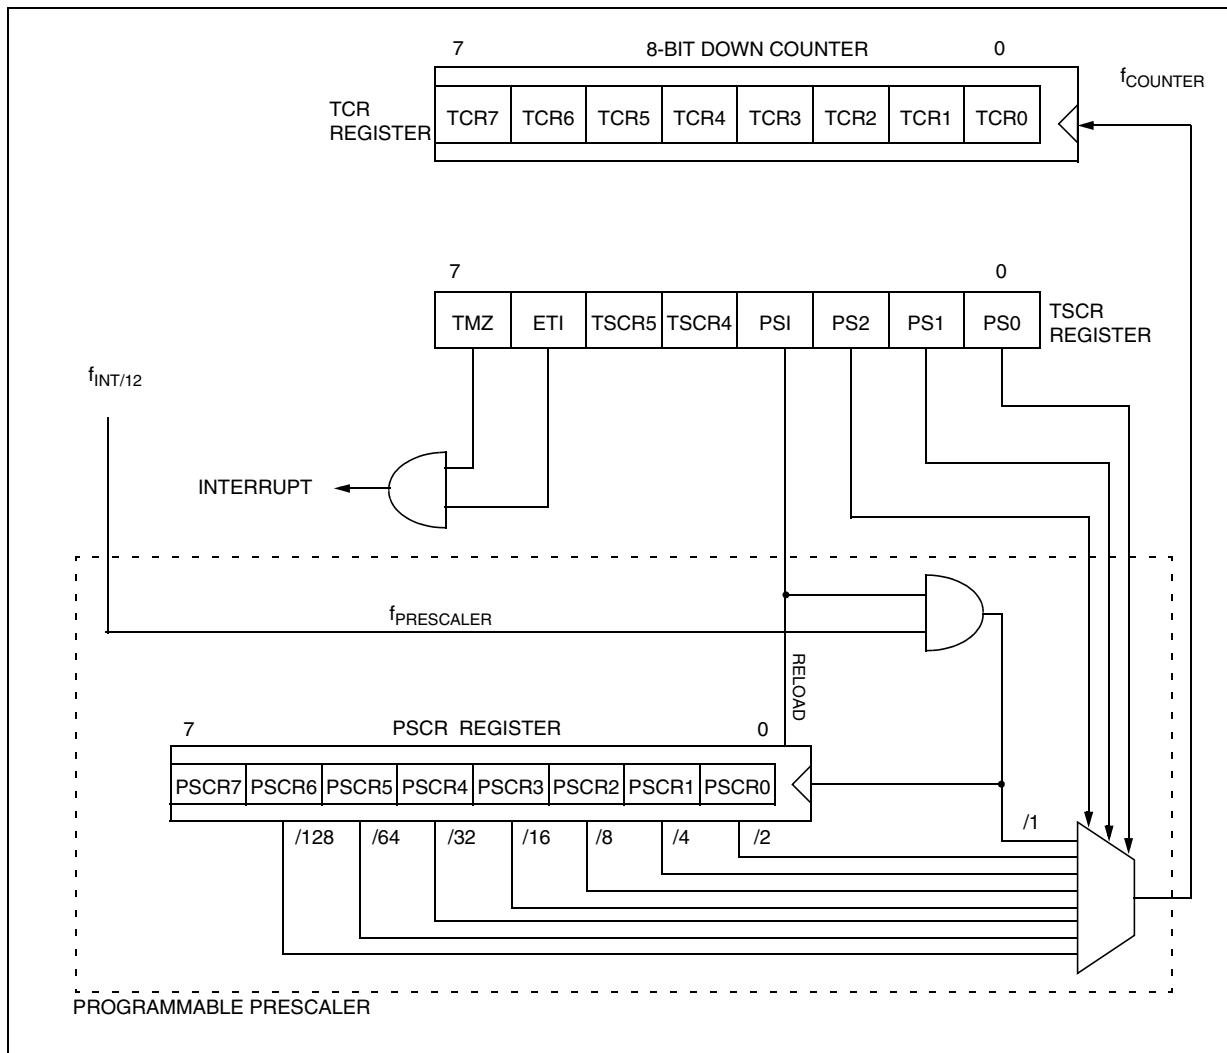 7 8-BIT DOWN COUNTER 0
fCOUNTER
TCR
REGISTER
TCR7 TCR6 TCR5 TCR4 TCR3 TCR2 TCR1 TCR0
7 0
TMZ ETI TSCR5 TSCR4 PSI PS2 PS1 PS0
TSCR
REGISTER
fINT/12
INTERRUPT
fPRESCALER
RELOAD
7 PSCR REGISTER 0
PSCR7 PSCR6 PSCR5 PSCR4 PSCR3 PSCR2 PSCR1 PSCR0
/1
/128 /64 /32 /16 /8 /4 /2
PROGRAMMABLE PRESCALER